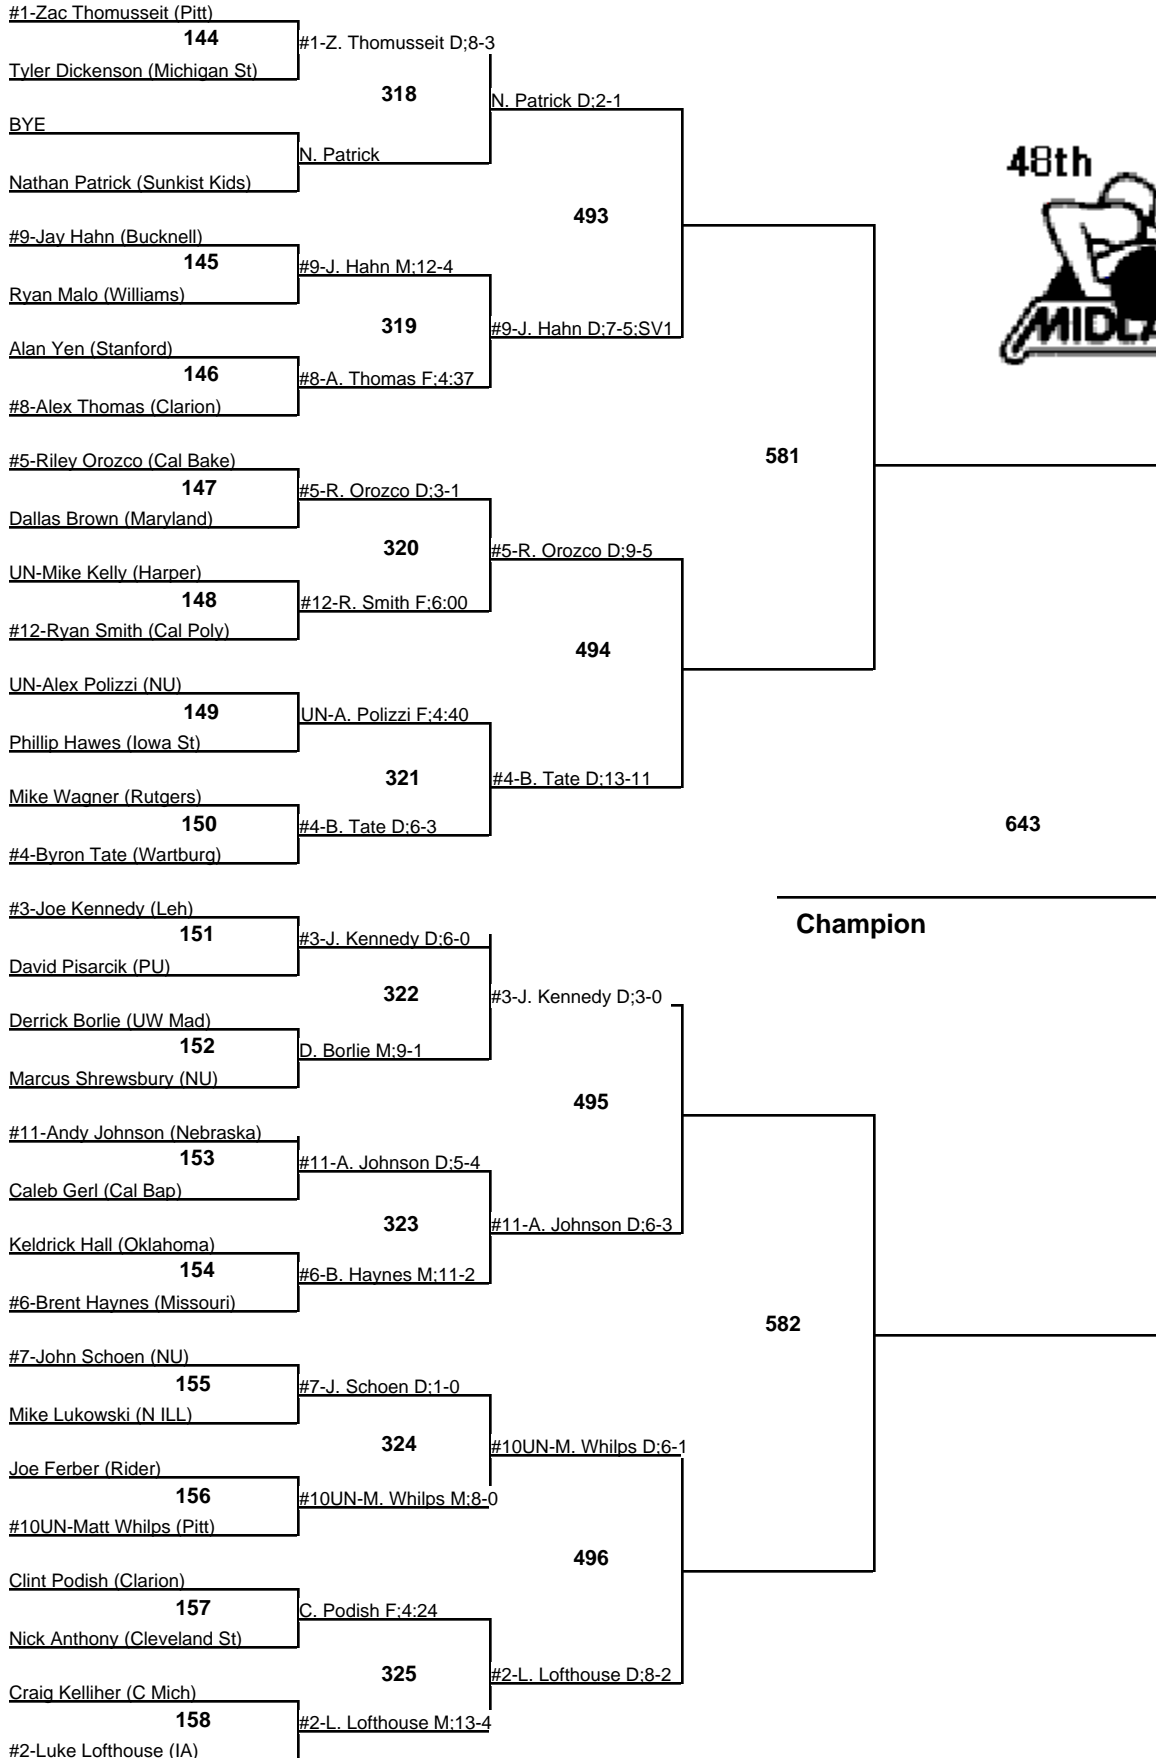 #1-Zac Thomusseit (Pitt)
144
#1-Z. Thomusseit D;8-3
Tyler Dickenson (Michigan St)
318
N. Patrick D;2-1
BYE
N. Patrick
48th
Nathan Patrick (Sunkist Kids)
493
#9-Jay Hahn (Bucknell)
145
#9-J. Hahn M;12-4
Ryan Malo (Williams)
319
#9-J. Hahn D;7-5;SV1
Alan Yen (Stanford)
146
#8-A. Thomas F;4:37
#8-Alex Thomas (Clarion)
581
#5-Riley Orozco (Cal Bake)
147
#5-R. Orozco D;3-1
Dallas Brown (Maryland)
320
#5-R. Orozco D;9-5
UN-Mike Kelly (Harper)
148
#12-R. Smith F;6:00
#12-Ryan Smith (Cal Poly)
494
UN-Alex Polizzi (NU)
149
UN-A. Polizzi F;4:40
Phillip Hawes (Iowa St)
321
#4-B. Tate D;13-11
Mike Wagner (Rutgers)
150
#4-B. Tate D;6-3
643
#4-Byron Tate (Wartburg)
#3-Joe Kennedy (Leh)
Champion
151
#3-J. Kennedy D;6-0
David Pisarcik (PU)
322
#3-J. Kennedy D;3-0
Derrick Borlie (UW Mad)
152
D. Borlie M;9-1
Marcus Shrewsbury (NU)
495
#11-Andy Johnson (Nebraska)
153
#11-A. Johnson D;5-4
Caleb Gerl (Cal Bap)
323
#11-A. Johnson D;6-3
Keldrick Hall (Oklahoma)
154
#6-B. Haynes M;11-2
#6-Brent Haynes (Missouri)
582
#7-John Schoen (NU)
155
#7-J. Schoen D;1-0
Mike Lukowski (N ILL)
324
#10UN-M. Whilps D;6-1
Joe Ferber (Rider)
156
#10UN-M. Whilps M;8-0
#10UN-Matt Whilps (Pitt)
496
Clint Podish (Clarion)
157
C. Podish F;4:24
Nick Anthony (Cleveland St)
325
#2-L. Lofthouse D;8-2
Craig Kelliher (C Mich)
158
#2-L. Lofthouse M;13-4
#2-Luke Lofthouse (IA)